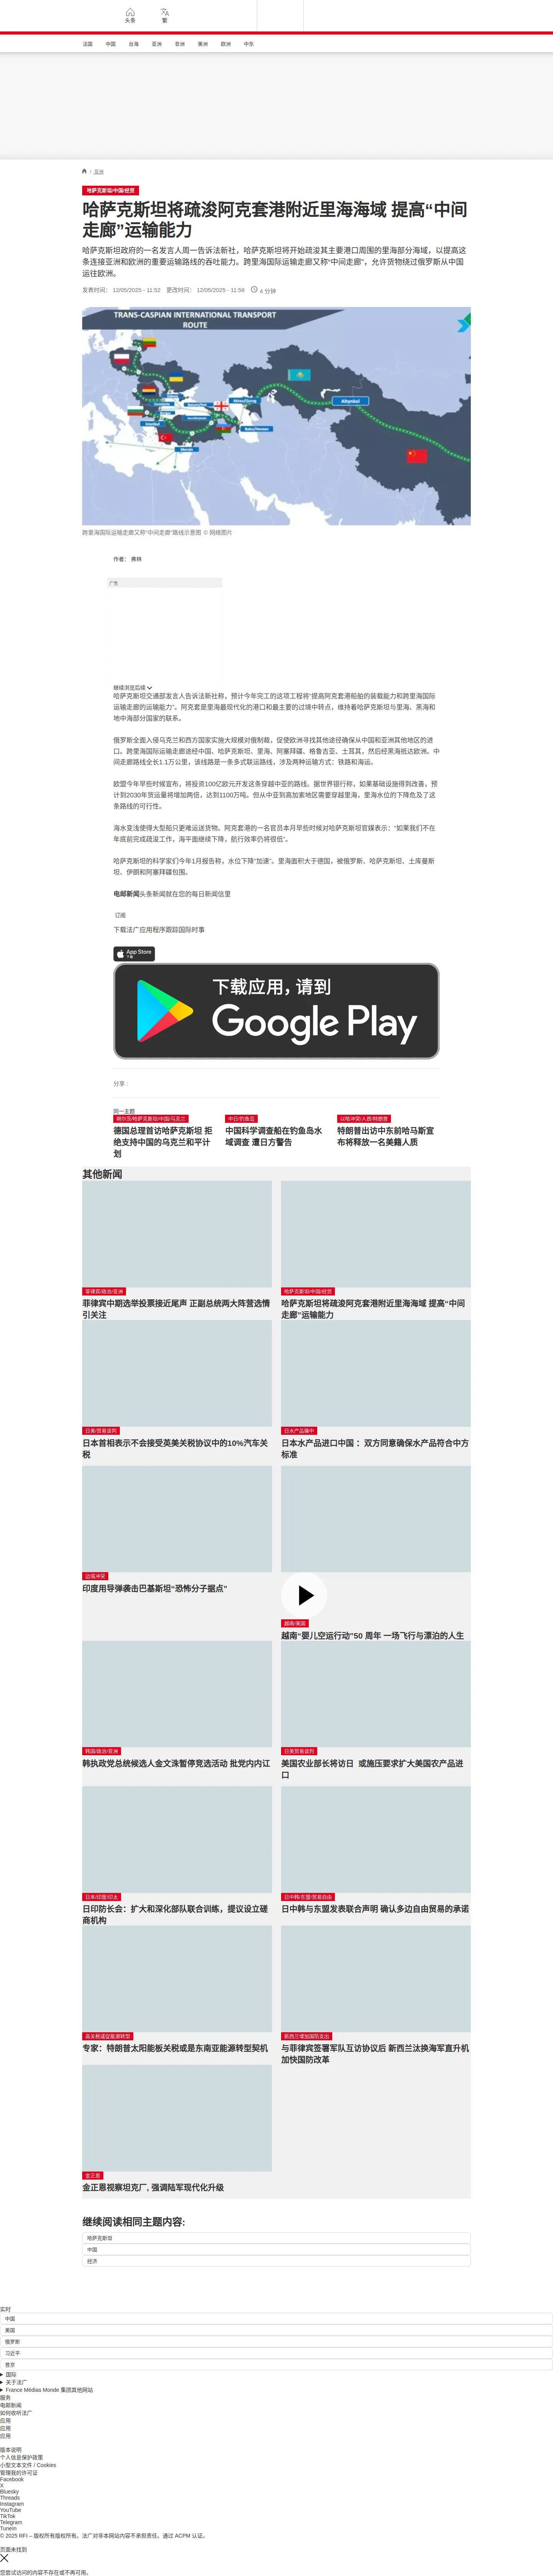 头条
繁
法国
中国
台海
亚洲
非洲
美洲
欧洲
中东
/ 亚洲
哈萨克斯坦/中国/经贸
哈萨克斯坦将疏浚阿克套港附近里海海域 提高“中间
走廊”运输能力
哈萨克斯坦政府的一名发言人周一告诉法新社，哈萨克斯坦将开始疏浚其主要港口周围的里海部分海域，以提高这
条连接亚洲和欧洲的重要运输路线的吞吐能力。跨里海国际运输走廊又称“中间走廊”，允许货物绕过俄罗斯从中国
运往欧洲。
发表时间： 12/05/2025 - 11:52 更改时间： 12/05/2025 - 11:58 4 分钟
TRANS-CASPIAN INTERNATIONAL TRANSPORT
ROUTE
Altynkol
跨里海国际运输走廊又称“中间走廊”路线示意图 © 网络图片
作者： 弗林
广告
继续浏览后续
哈萨克斯坦交通部发言人告诉法新社称，预计今年完工的这项工程将“提高阿克套港船舶的装载能力和跨里海国际
运输走廊的运输能力”。阿克套是里海最现代化的港口和最主要的过境中转点，维持着哈萨克斯坦与里海、黑海和
地中海部分国家的联系。
俄罗斯全面入侵乌克兰和西方国家实施大规模对俄制裁，促使欧洲寻找其他途径确保从中国和亚洲其他地区的进
口。跨里海国际运输走廊途经中国、哈萨克斯坦、里海、阿塞拜疆、格鲁吉亚、土耳其，然后经黑海抵达欧洲。中
间走廊路线全长1.1万公里，该线路是一条多式联运路线，涉及两种运输方式：铁路和海运。
欧盟今年早些时候宣布，将投资100亿欧元开发这条穿越中亚的路线。据世界银行称，如果基础设施得到改善，预
计到2030年货运量将增加两倍，达到1100万吨。但从中亚到高加索地区需要穿越里海，里海水位的下降危及了这
条路线的可行性。
海水变浅使得大型船只更难运送货物。阿克套港的一名官员本月早些时候对哈萨克斯坦官媒表示：“如果我们不在
年底前完成疏浚工作，海平面继续下降，航行效率仍将很低”。
哈萨克斯坦的科学家们今年1月报告称，水位下降“加速”。里海面积大于德国，被俄罗斯、哈萨克斯坦、土库曼斯
坦、伊朗和阿塞拜疆包围。
电邮新闻头条新闻就在您的每日新闻信里
订阅
下载法广应用程序跟踪国际时事
App Store
下载
下载应用，请到
Google Play
分享 :
同一主题
朔尔茨/哈萨克斯坦/中国/乌克兰
德国总理首访哈萨克斯坦 拒
绝支持中国的乌克兰和平计
划
中日/钓鱼岛
中国科学调查船在钓鱼岛水
域调查 遭日方警告
以哈冲突/人质/特朗普
特朗普出访中东前哈马斯宣
布将释放一名美籍人质
其他新闻
菲律宾/政治/亚洲
菲律宾中期选举投票接近尾声 正副总统两大阵营选情
引关注
哈萨克斯坦/中国/经贸
哈萨克斯坦将疏浚阿克套港附近里海海域 提高“中间
走廊”运输能力
日美/贸易谈判
日本首相表示不会接受英美关税协议中的10%汽车关
税
日水产品输中
日本水产品进口中国： 双方同意确保水产品符合中方
标准
边境冲突
印度用导弹袭击巴基斯坦“恐怖分子据点”
越南/美国
越南“婴儿空运行动”50 周年 一场飞行与漂泊的人生
韩国/政治/亚洲
韩执政党总统候选人金文洙暂停竞选活动 批党内内讧
日美贸易谈判
美国农业部长将访日 或施压要求扩大美国农产品进
口
日本/印度/印太
日印防长会：扩大和深化部队联合训练，提议设立磋
商机构
日中韩/东盟/贸易自由
日中韩与东盟发表联合声明 确认多边自由贸易的承诺
高关税诚促能源转型
专家：特朗普太阳能板关税或是东南亚能源转型契机
新西兰增加国防支出
与菲律宾签署军队互访协议后 新西兰汰换海军直升机
加快国防改革
金正恩
金正恩视察坦克厂, 强调陆军现代化升级
继续阅读相同主题内容:
哈萨克斯坦
中国
经济
实时
中国
美国
俄罗斯
习近平
普京
国际
关于法广
France Médias Monde 集团其他网站
服务
电邮新闻
如何收听法广
应用
应用
应用
版本说明
个人信息保护政策
小型文本文件 / Cookies
管理我的许可证
Facebook
X
Bluesky
Threads
Instagram
YouTube
TikTok
Telegram
TuneIn
© 2025 RFI – 版权所有版权所有。法广对非本网站内容不承担责任。通过 ACPM 认证。
页面未找到
您尝试访问的内容不存在或不再可用。